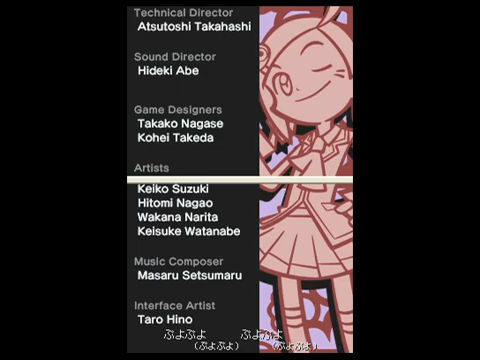 Technical Director
Atsutoshi Takahashi
Sound Director
Hideki Abe
Game Designers
Takako Nagase
Kohei Takeda
Artists
Keiko Suzuki
Hitomi Nagao
Wakana Narita
Keisuke Watanabe
Music Composer
Masaru Setsumaru
Interface Artist
Taro Hino
ぷよぷよ ぷよぷよ
(ぷよぷよ) (ぷよぷよ)